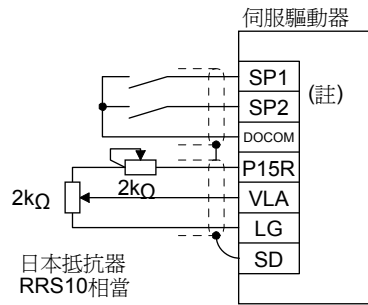 伺服驅動器
SP1
(註)
SP2
DOCOM
P15R
2kΩ
2kΩ
VLA
LG
SD
日本抵抗器
RRS10相當